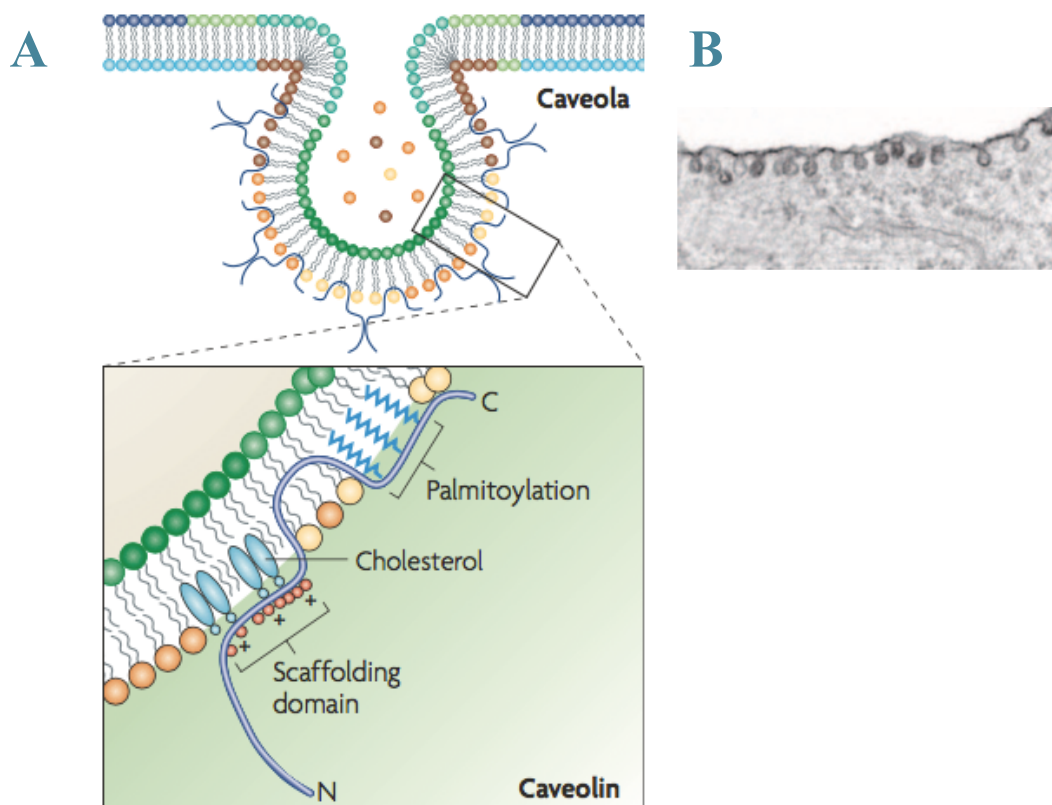 A
B
Caveola
C
Palmitoylation
Cholesterol
+
+
+
Scaffolding
domain
N
Caveolin